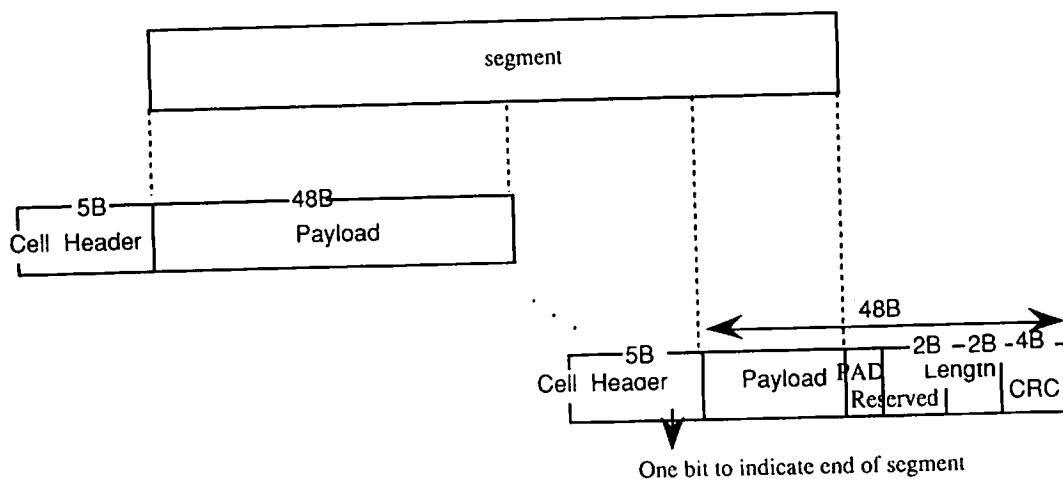 segment
5B
48B
Cell Header
Payload
48B
5B
2B
2B
4B
Cell Header
Payload
PAD
Reserved
Length
CRC
One bit to indicate end of segment